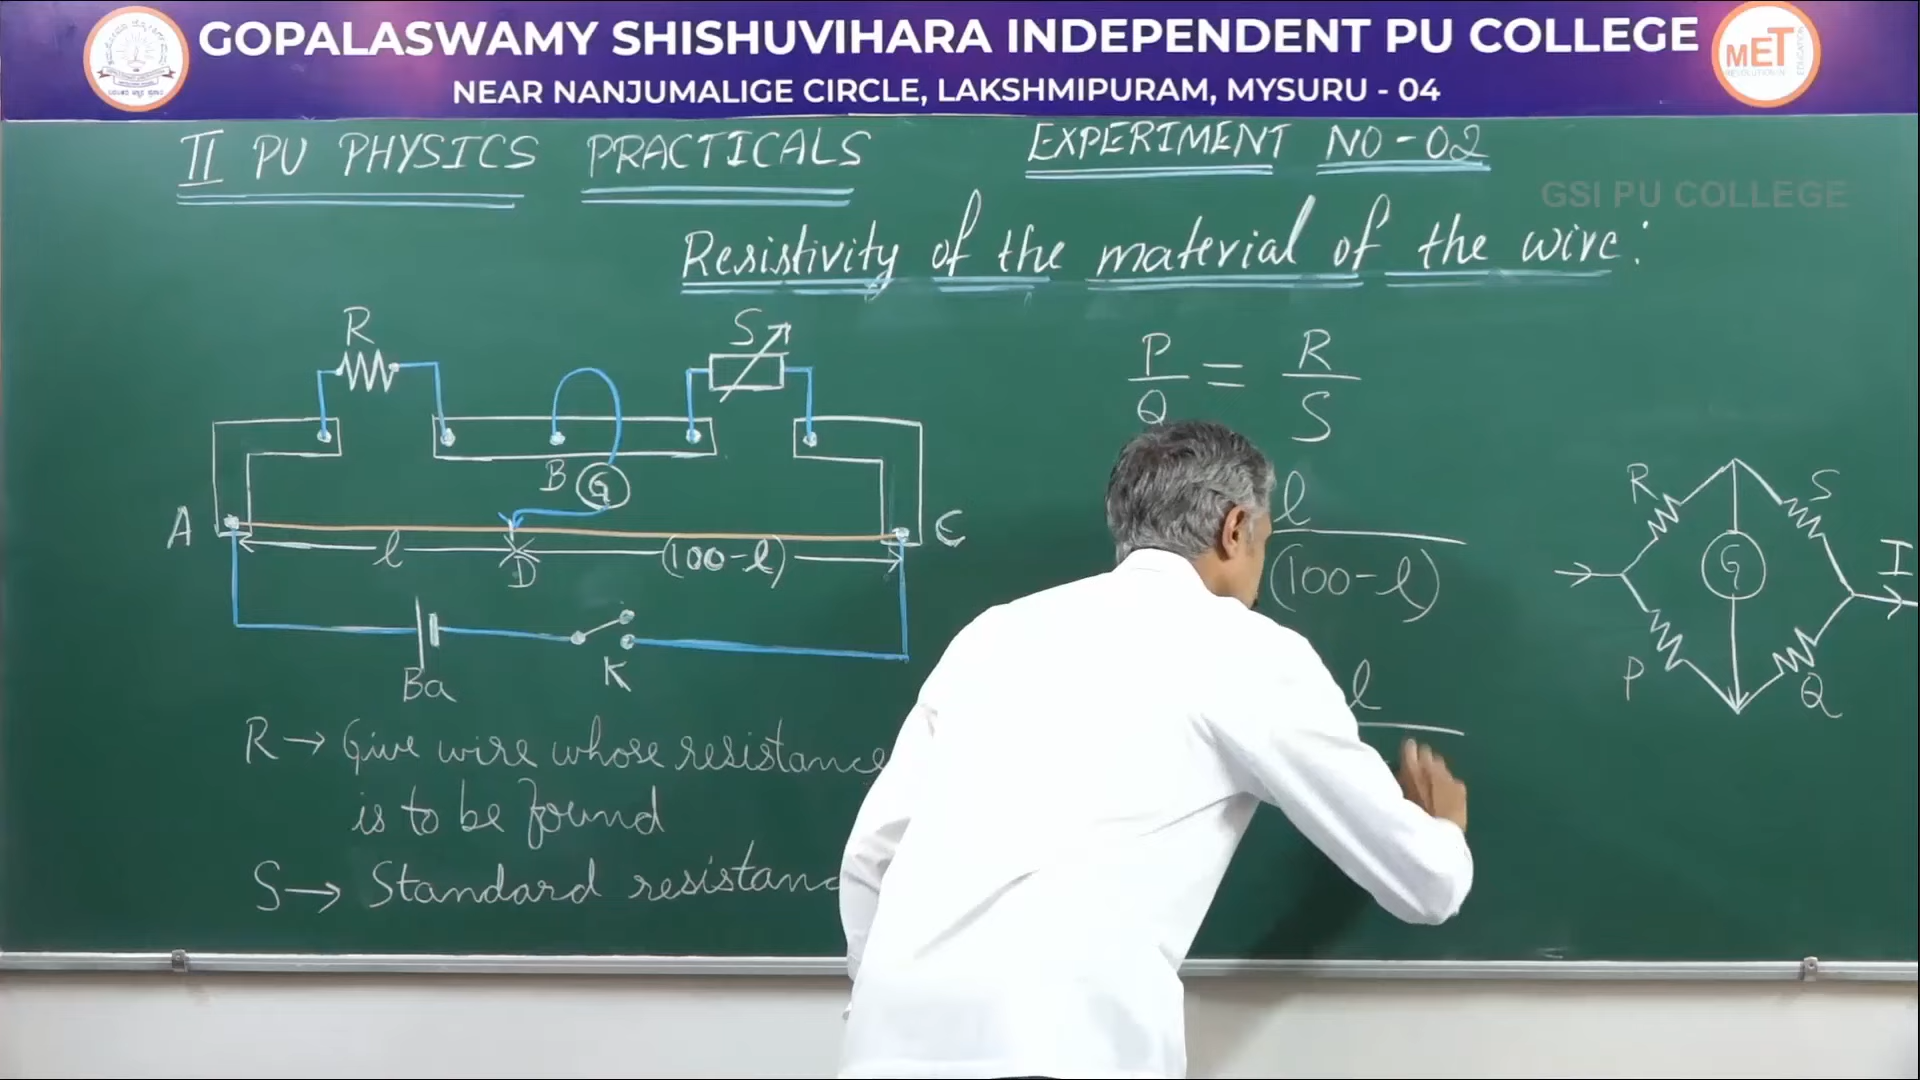 GOPALASWAMY SHISHUVIHARA INDEPENDENT PU COLLEGE
MET
NEAR NANJUMALIGE CIRCLE, LAKSHMIPURAM, MYSURU - 04
II PU PHYSICS PRACTICALS EXPERIMENT NO-02
GSI PU COLLEGE
Resistivity of the material of the wire:
R
S
P/Q = R/S
B G
A
C
l
(100-l)
D
Ba
K
l
(100-l)
l
R
S
G
I
P
Q
R → Give wire whose resistance
is to be found
S → Standard